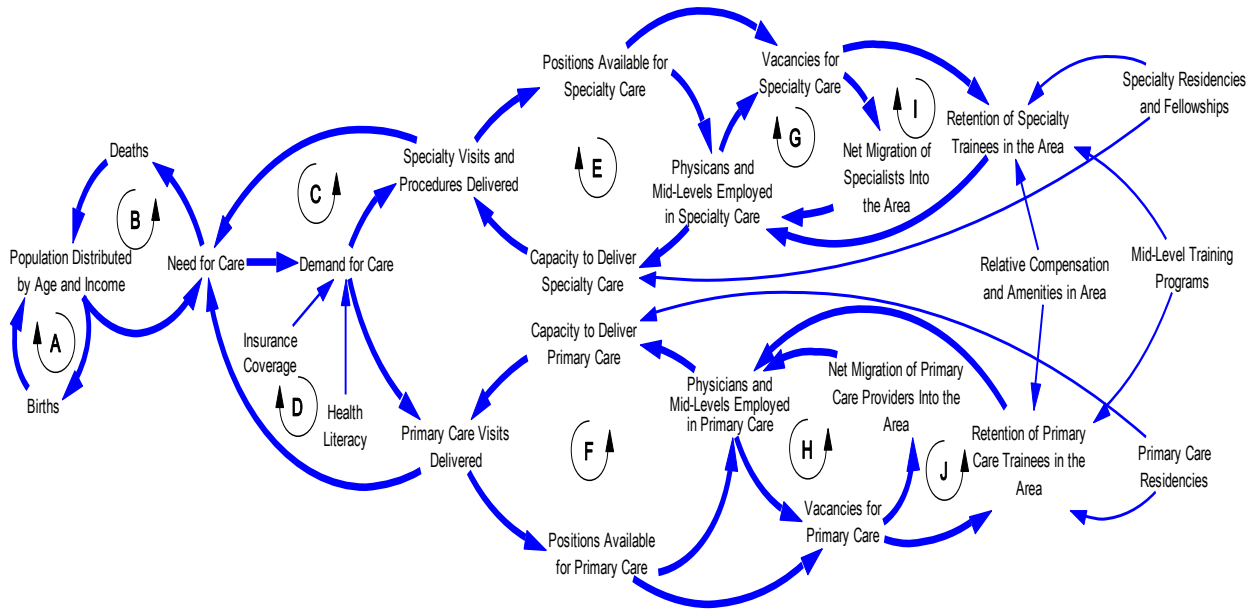 Positions Available for
Specialty Care
Vacancies for
Specialty Care
Specialty Residencies
and Fellowships
I
Retention of Specialty
Trainees in the Area
G
Deaths
Specialty Visits and
Procedures Delivered
E
Physicians and
Mid-Levels Employed
in Specialty Care
Net Migration of
Specialists Into
the Area
C
B
Population Distributed
by Age and Income
Need for Care
Demand for Care
Capacity to Deliver
Specialty Care
Relative Compensation
and Amenities in Area
Mid-Level Training
Programs
A
Insurance
Coverage
Capacity to Deliver
Primary Care
Births
D
Health
Literacy
Physicians and
Mid-Levels Employed
in Primary Care
Net Migration of Primary
Care Providers Into the
Area
Primary Care Visits
Delivered
F
H
J
Retention of Primary
Care Trainees in the
Area
Primary Care
Residencies
Positions Available
for Primary Care
Vacancies for
Primary Care